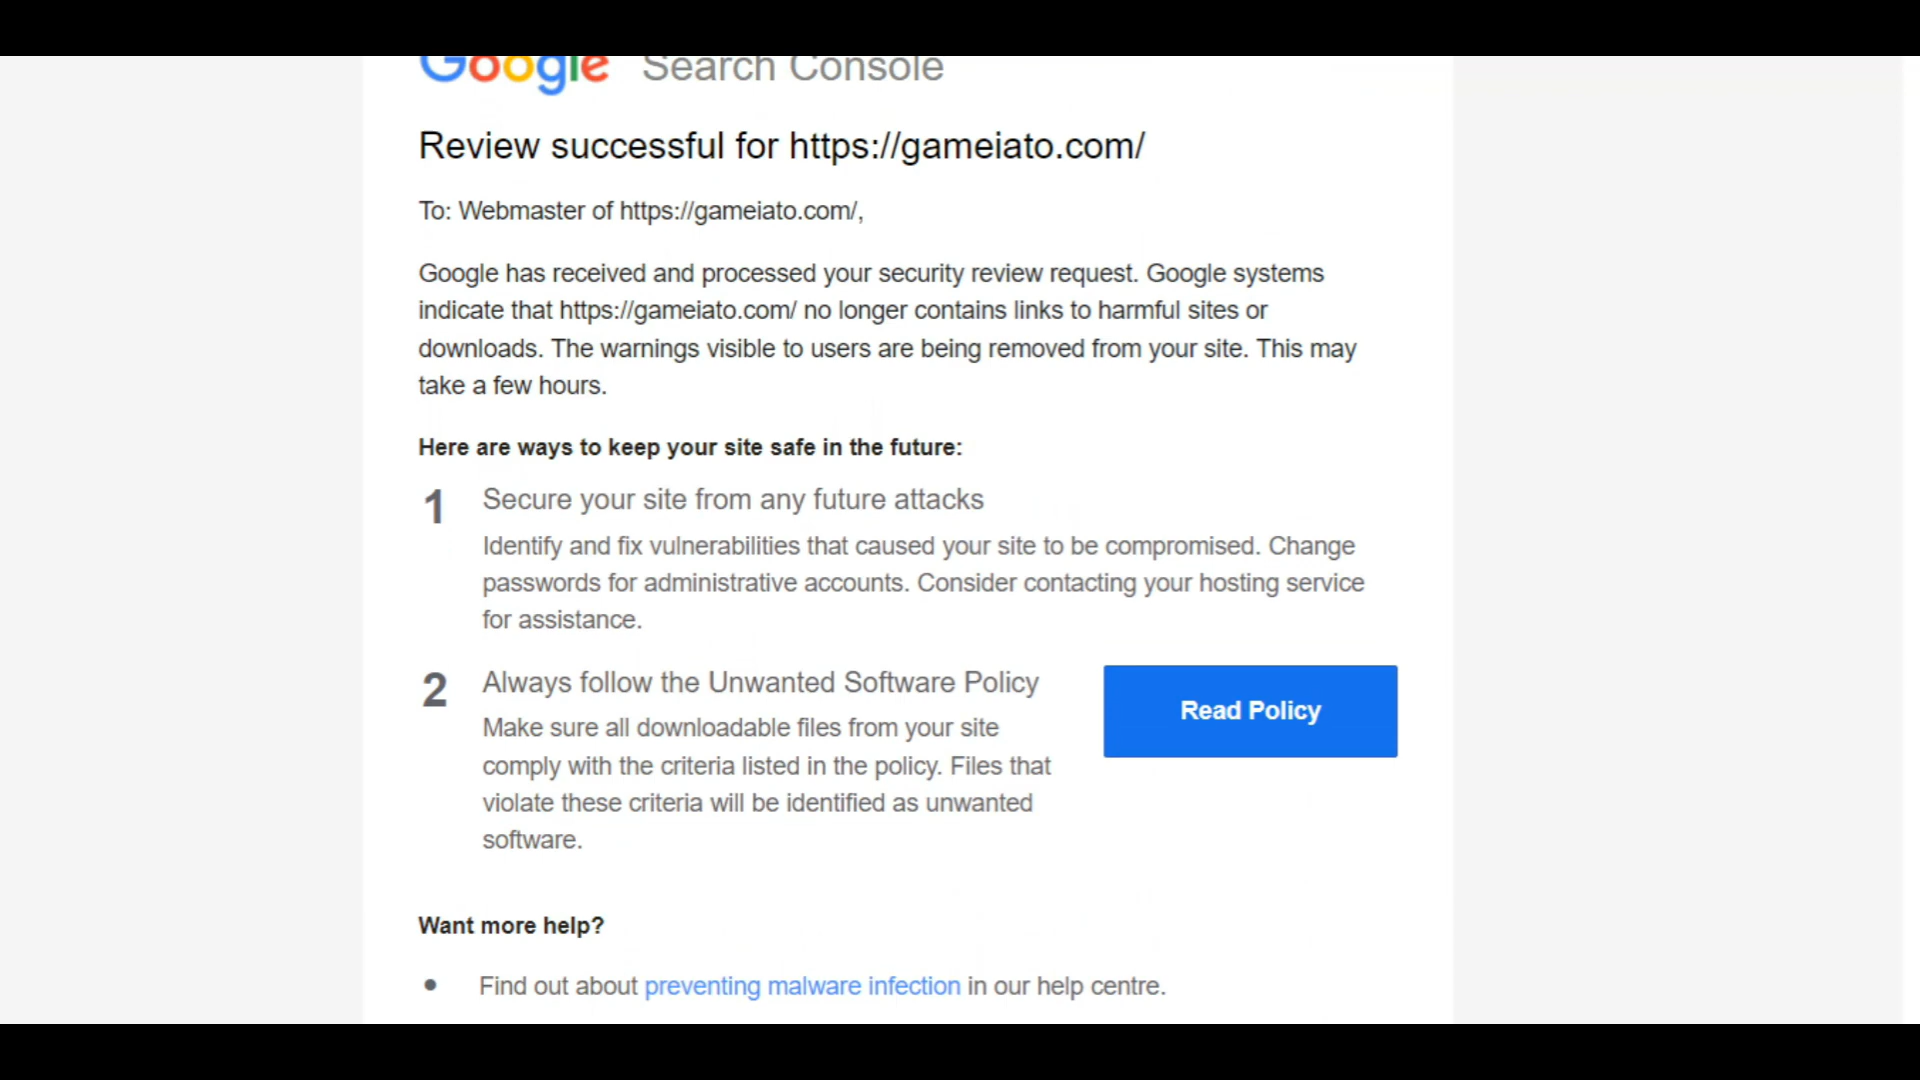 Google Search Console
Review successful for https://gameiato.com/
To: Webmaster of https://gameiato.com/,
Google has received and processed your security review request. Google systems
indicate that https://gameiato.com/ no longer contains links to harmful sites or
downloads. The warnings visible to users are being removed from your site. This may
take a few hours.
Here are ways to keep your site safe in the future:
1 Secure your site from any future attacks
Identify and fix vulnerabilities that caused your site to be compromised. Change
passwords for administrative accounts. Consider contacting your hosting service
for assistance.
2 Always follow the Unwanted Software Policy
Make sure all downloadable files from your site
comply with the criteria listed in the policy. Files that
violate these criteria will be identified as unwanted
software.
Read Policy
Want more help?
• Find out about preventing malware infection in our help centre.